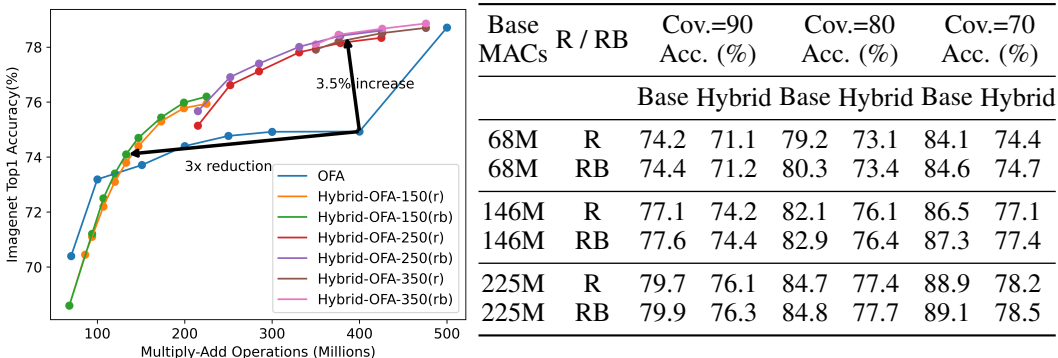 Imagenet Top1 Accuracy(%)
78
76
74
72
70
3.5% increase
3x reduction
OFA
Hybrid-OFA-150(r)
Hybrid-OFA-150(rb)
Hybrid-OFA-250(r)
Hybrid-OFA-250(rb)
Hybrid-OFA-350(r)
Hybrid-OFA-350(rb)
100 200 300 400 500
Multiply-Add Operations (Millions)
Base R / RB Cov.=90 Cov.=80 Cov.=70
MACs Acc. (%) Acc. (%) Acc. (%)
Base Hybrid Base Hybrid Base Hybrid
68M R 74.2 71.1 79.2 73.1 84.1 74.4
68M RB 74.4 71.2 80.3 73.4 84.6 74.7
146M R 77.1 74.2 82.1 76.1 86.5 77.1
146M RB 77.6 74.4 82.9 76.4 87.3 77.4
225M R 79.7 76.1 84.7 77.4 88.9 78.2
225M RB 79.9 76.3 84.8 77.7 89.1 78.5